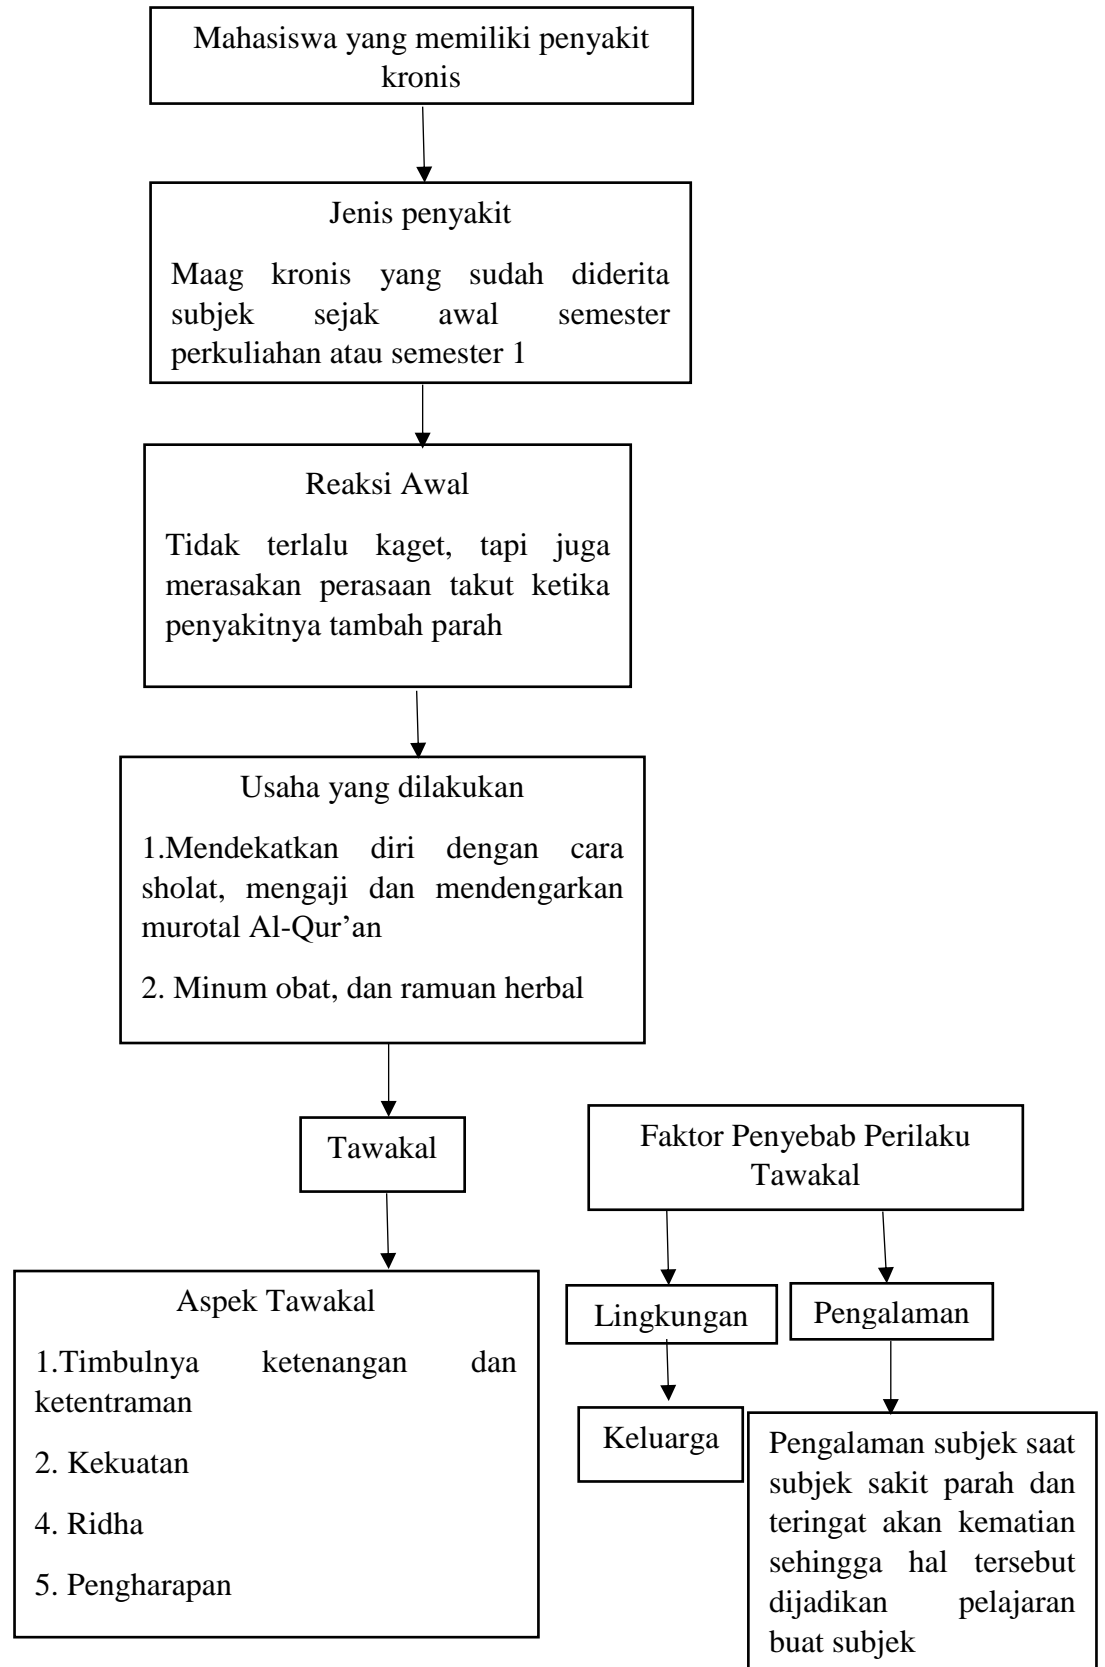 Mahasiswa yang memiliki penyakit
kronis
Jenis penyakit
Maag kronis yang sudah diderita
subjek sejak awal semester
perkuliahan atau semester 1
Reaksi Awal
Tidak terlalu kaget, tapi juga
merasakan perasaan takut ketika
penyakitnya tambah parah
Usaha yang dilakukan
1.Mendekatkan diri dengan cara
sholat, mengaji dan mendengarkan
murotal Al-Qur’an
2. Minum obat, dan ramuan herbal
Tawakal
Aspek Tawakal
1.Timbulnya ketenangan dan
ketentraman
2. Kekuatan
4. Ridha
5. Pengharapan
Faktor Penyebab Perilaku
Tawakal
Lingkungan
Keluarga
Pengalaman
Pengalaman subjek saat
subjek sakit parah dan
teringat akan kematian
sehingga hal tersebut
dijadikan pelajaran
buat subjek